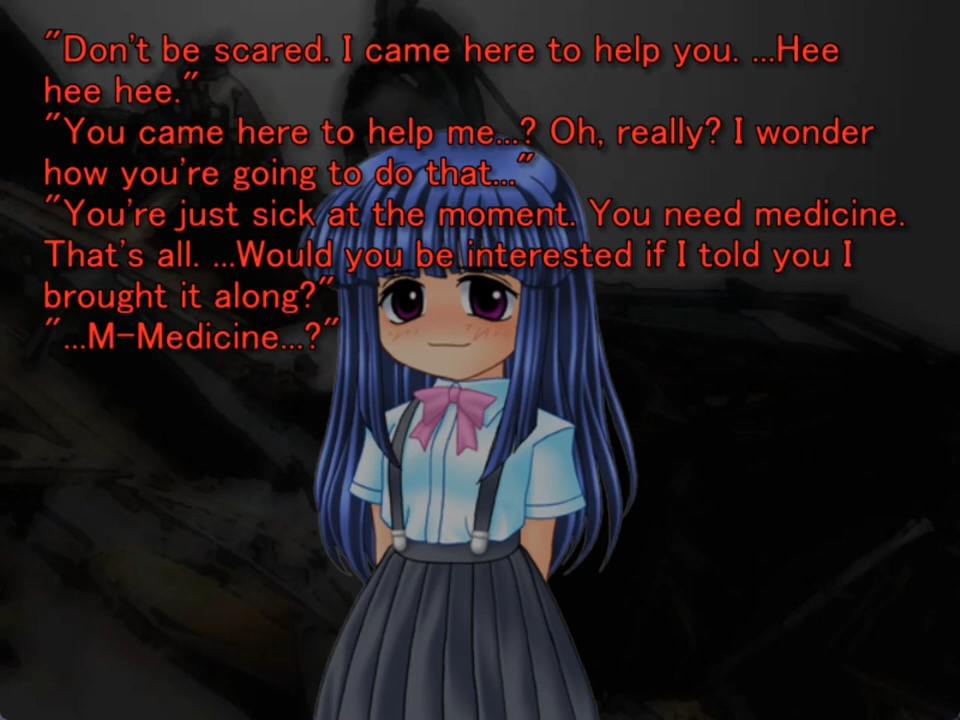 "Don't be scared. I came here to help you. ...Hee
hee hee."
"You came here to help me...? Oh, really? I wonder
how you're going to do that..."
"You're just sick at the moment. You need medicine.
That's all. ...Would you be interested if I told you I
brought it along?"
"...M-Medicine...?"